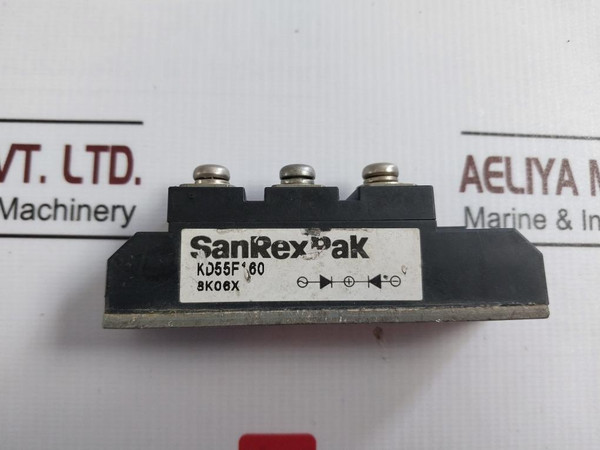 VT. LTD.
Machinery
AELIYA M
Marine & In
SanRexPak
KD55F160
8K06X